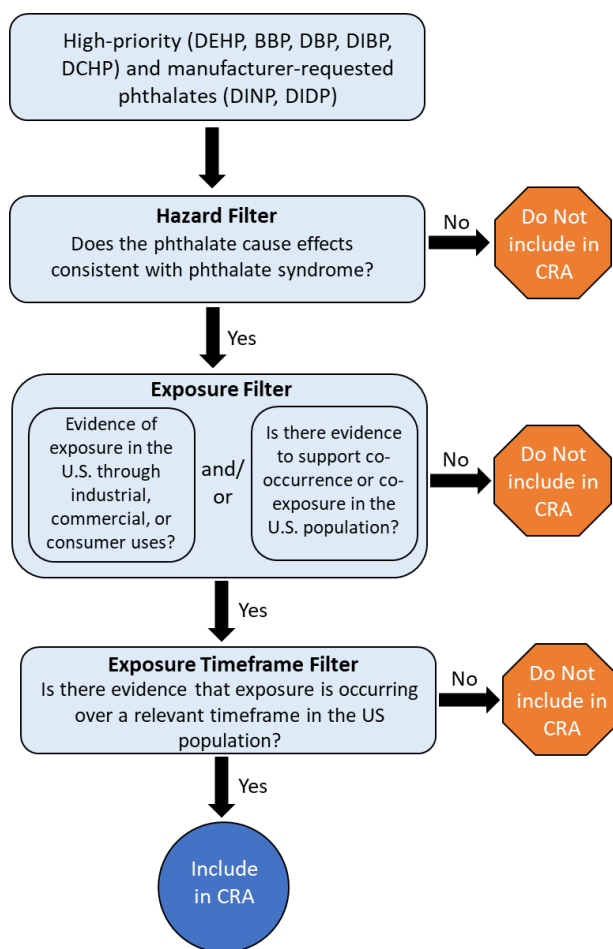 High-priority (DEHP, BBP, DBP, DIBP,
DCHP) and manufacturer-requested
phthalates (DINP, DIDP)
Hazard Filter
Does the phthalate cause effects
consistent with phthalate syndrome?
No
Do Not
include in
CRA
Yes
Exposure Filter
Evidence of
exposure in the
U.S. through
industrial,
commercial, or
consumer uses?
and/
or
Is there evidence
to support co-
occurrence or co-
exposure in the
U.S. population?
No
Do Not
include in
CRA
Yes
Exposure Timeframe Filter
Is there evidence that exposure is occurring
over a relevant timeframe in the US
population?
No
Do Not
include in
CRA
Yes
Include
in CRA